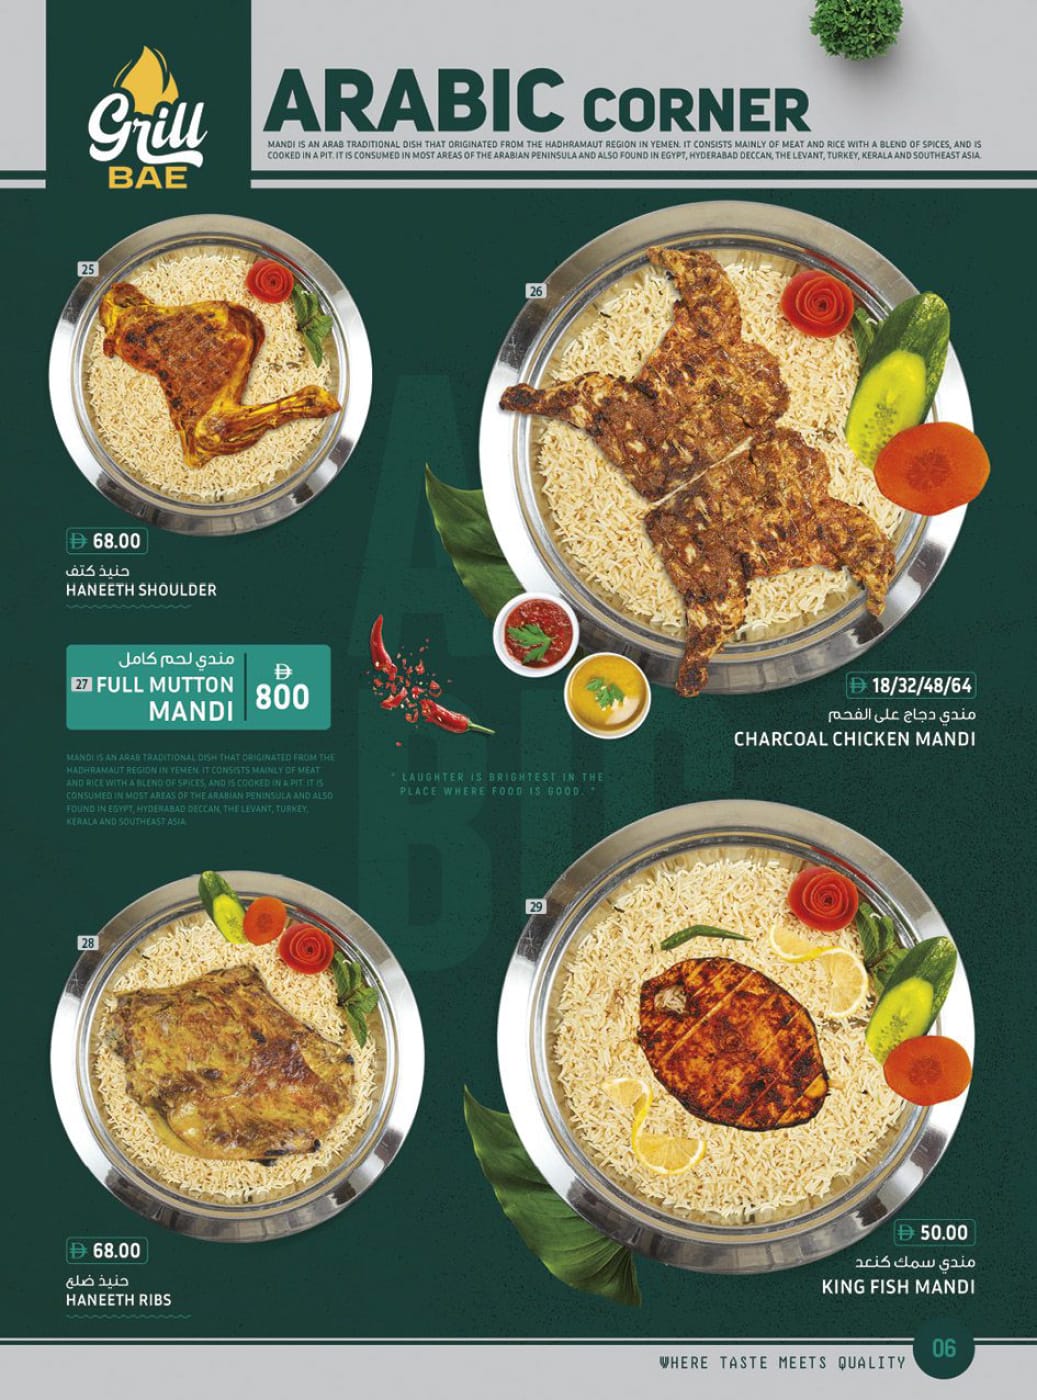 Grill
BAE
ARABIC CORNER
MANDI IS AN ARAB TRADITIONAL DISH THAT ORIGINATED FROM THE HADHRAMAUT REGION IN YEMEN. IT CONSISTS MAINLY OF MEAT AND RICE WITH A BLEND OF SPICES, AND IS
COOKED IN A PIT. IT IS CONSUMED IN MOST AREAS OF THE ARABIAN PENINSULA AND ALSO FOUND IN EGYPT, HYDERABAD DECCAN, THE LEVANT, TURKEY, KERALA AND SOUTHEAST ASIA.
25
68.00
حنيذ كتف
HANEETH SHOULDER
26
18/32/48/64
مندي دجاج على الفحم
CHARCOAL CHICKEN MANDI
مندي لحم كامل
27 FULL MUTTON
MANDI
800
MANDI IS AN ARAB TRADITIONAL DISH THAT ORIGINATED FROM THE
HADHRAMAUT REGION IN YEMEN. IT CONSISTS MAINLY OF MEAT
AND RICE WITH A BLEND OF SPICES, AND IS COOKED IN A PIT. IT IS
CONSUMED IN MOST AREAS OF THE ARABIAN PENINSULA AND ALSO
FOUND IN EGYPT, HYDERABAD DECCAN, THE LEVANT, TURKEY,
KERALA AND SOUTHEAST ASIA.
" LAUGHTER IS BRIGHTEST IN THE
PLACE WHERE FOOD IS GOOD. "
28
68.00
حنيذ ضلع
HANEETH RIBS
29
50.00
مندي سمك كنعد
KING FISH MANDI
WHERE TASTE MEETS QUALITY
06